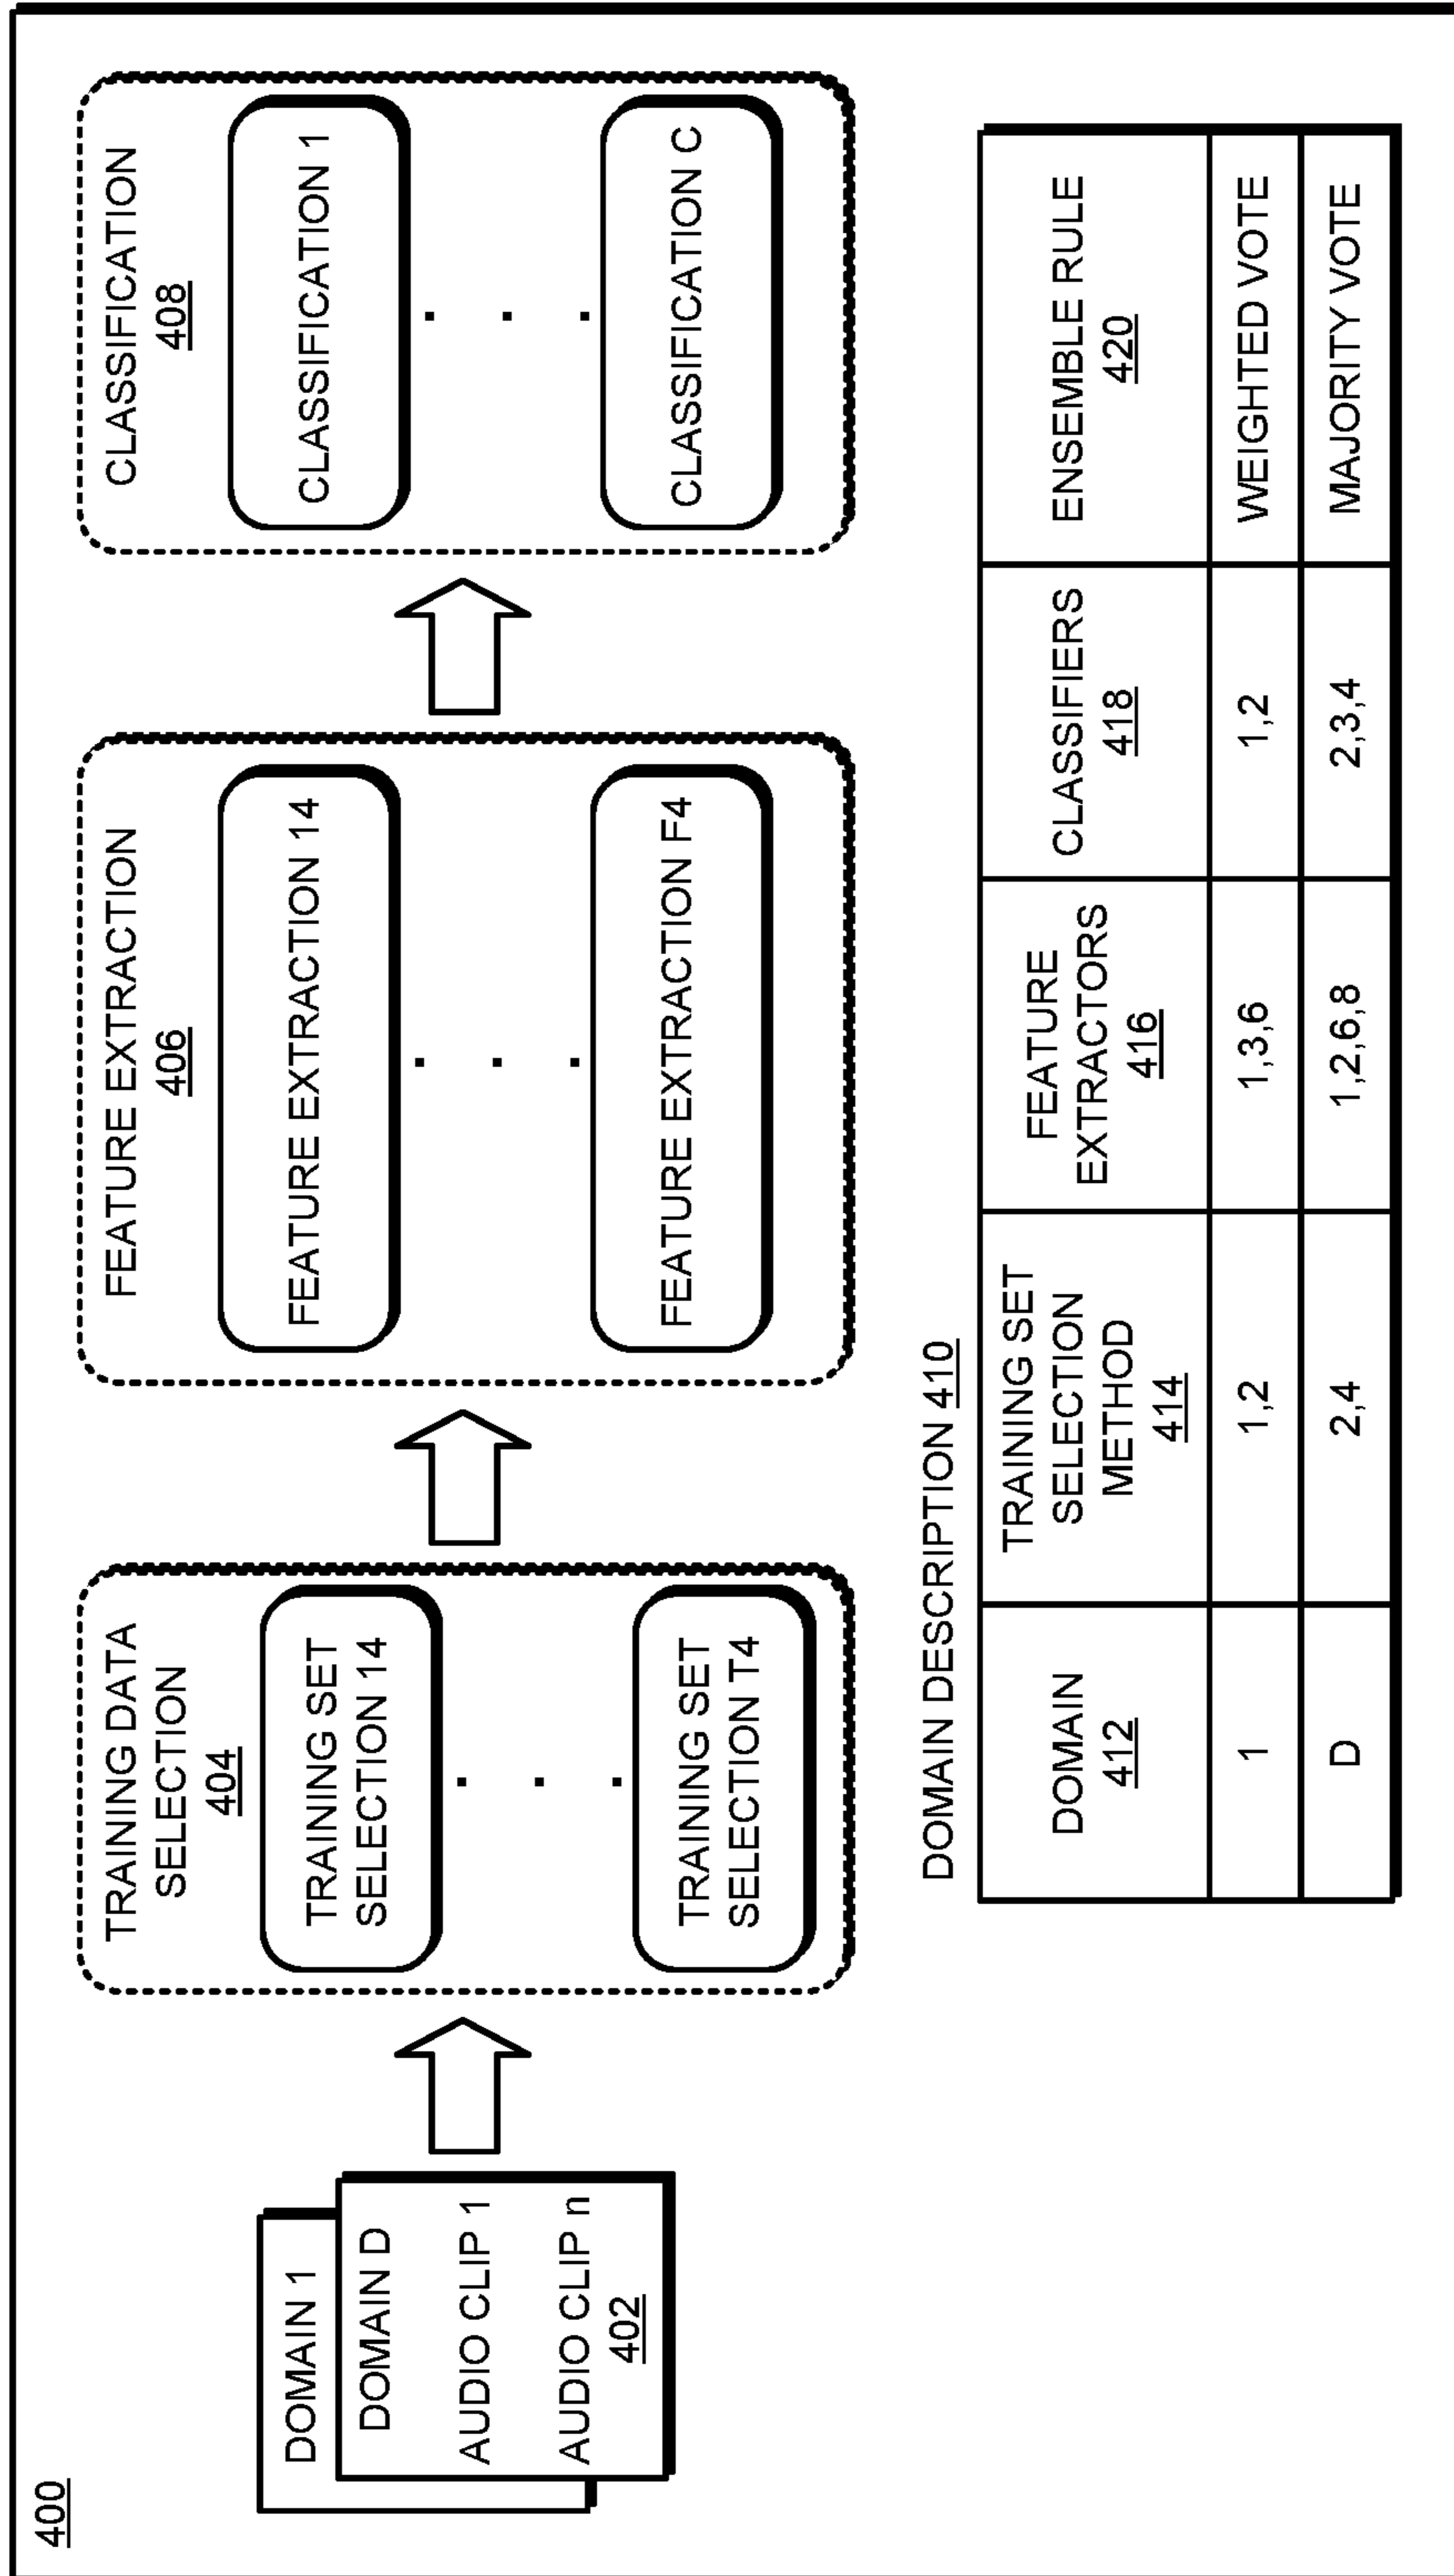 400
DOMAIN 1
DOMAIN D
AUDIO CLIP 1
AUDIO CLIP n
402
TRAINING DATA
SELECTION
404
TRAINING SET
SELECTION 14
.
.
.
TRAINING SET
SELECTION T4
FEATURE EXTRACTION
406
FEATURE EXTRACTION 14
.
.
.
FEATURE EXTRACTION F4
CLASSIFICATION
408
CLASSIFICATION 1
.
.
.
CLASSIFICATION C
DOMAIN DESCRIPTION 410
DOMAIN
412
TRAINING SET
SELECTION
METHOD
414
FEATURE
EXTRACTORS
416
CLASSIFIERS
418
ENSEMBLE RULE
420
1
1,2
1,3,6
1,2
WEIGHTED VOTE
D
2,4
1,2,6,8
2,3,4
MAJORITY VOTE